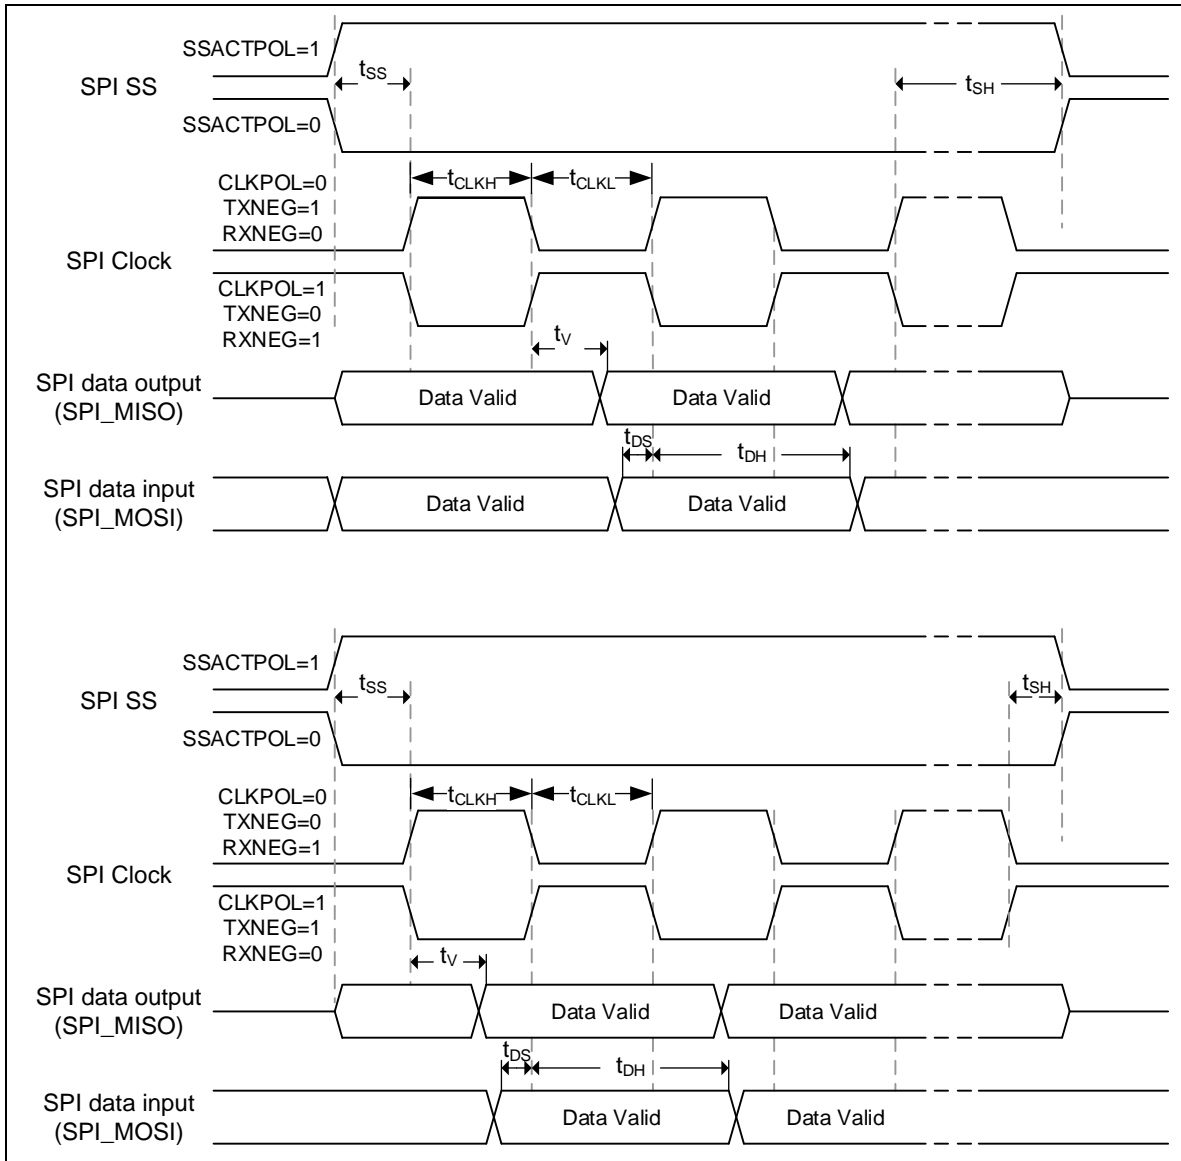 SSACTPOL=1
SPI SS
tSS
tSH
SSACTPOL=0
tCLKH
tCLKL
CLKPOL=0
TXNEG=1
RXNEG=0
SPI Clock
CLKPOL=1
TXNEG=0
RXNEG=1
tV
SPI data output
(SPI_MISO)
Data Valid
Data Valid
tDS
tDH
SPI data input
(SPI_MOSI)
Data Valid
Data Valid
SSACTPOL=1
SPI SS
tSS
tSH
SSACTPOL=0
tCLKH
tCLKL
CLKPOL=0
TXNEG=0
RXNEG=1
SPI Clock
CLKPOL=1
TXNEG=1
RXNEG=0
tV
SPI data output
(SPI_MISO)
Data Valid
Data Valid
tDS
tDH
SPI data input
(SPI_MOSI)
Data Valid
Data Valid